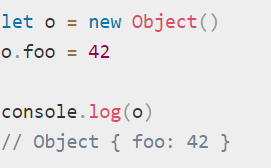 let o = new Object()
o.foo = 42
console.log(o)
// Object { foo: 42 }